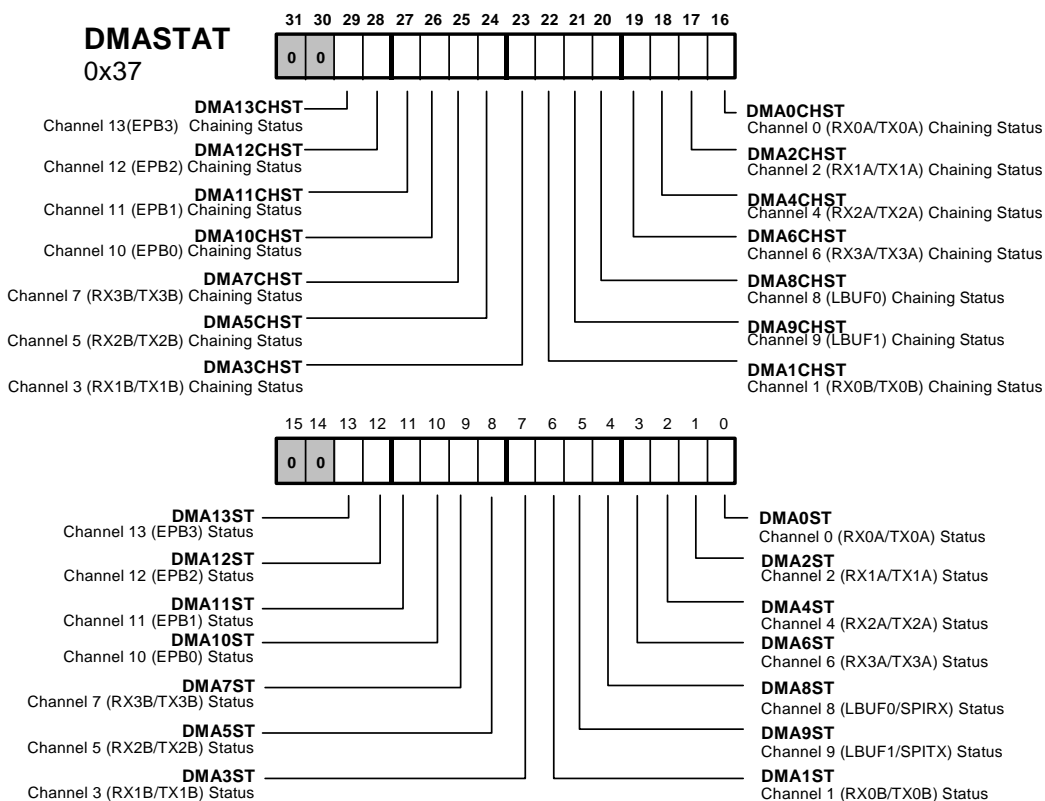 DMASTAT
0x37
31 30 29 28 27 26 25 24 23 22 21 20 19 18 17 16
0 0
DMA13CHST
Channel 13(EPB3) Chaining Status
DMA12CHST
Channel 12 (EPB2) Chaining Status
DMA11CHST
Channel 11 (EPB1) Chaining Status
DMA10CHST
Channel 10 (EPB0) Chaining Status
DMA7CHST
Channel 7 (RX3B/TX3B) Chaining Status
DMA5CHST
Channel 5 (RX2B/TX2B) Chaining Status
DMA3CHST
Channel 3 (RX1B/TX1B) Chaining Status
DMA0CHST
Channel 0 (RX0A/TX0A) Chaining Status
DMA2CHST
Channel 2 (RX1A/TX1A) Chaining Status
DMA4CHST
Channel 4 (RX2A/TX2A) Chaining Status
DMA6CHST
Channel 6 (RX3A/TX3A) Chaining Status
DMA8CHST
Channel 8 (LBUF0) Chaining Status
DMA9CHST
Channel 9 (LBUF1) Chaining Status
DMA1CHST
Channel 1 (RX0B/TX0B) Chaining Status
15 14 13 12 11 10 9 8 7 6 5 4 3 2 1 0
0 0
DMA13ST
Channel 13 (EPB3) Status
DMA12ST
Channel 12 (EPB2) Status
DMA11ST
Channel 11 (EPB1) Status
DMA10ST
Channel 10 (EPB0) Status
DMA7ST
Channel 7 (RX3B/TX3B) Status
DMA5ST
Channel 5 (RX2B/TX2B) Status
DMA3ST
Channel 3 (RX1B/TX1B) Status
DMA0ST
Channel 0 (RX0A/TX0A) Status
DMA2ST
Channel 2 (RX1A/TX1A) Status
DMA4ST
Channel 4 (RX2A/TX2A) Status
DMA6ST
Channel 6 (RX3A/TX3A) Status
DMA8ST
Channel 8 (LBUF0/SPIRX) Status
DMA9ST
Channel 9 (LBUF1/SPITX) Status
DMA1ST
Channel 1 (RX0B/TX0B) Status